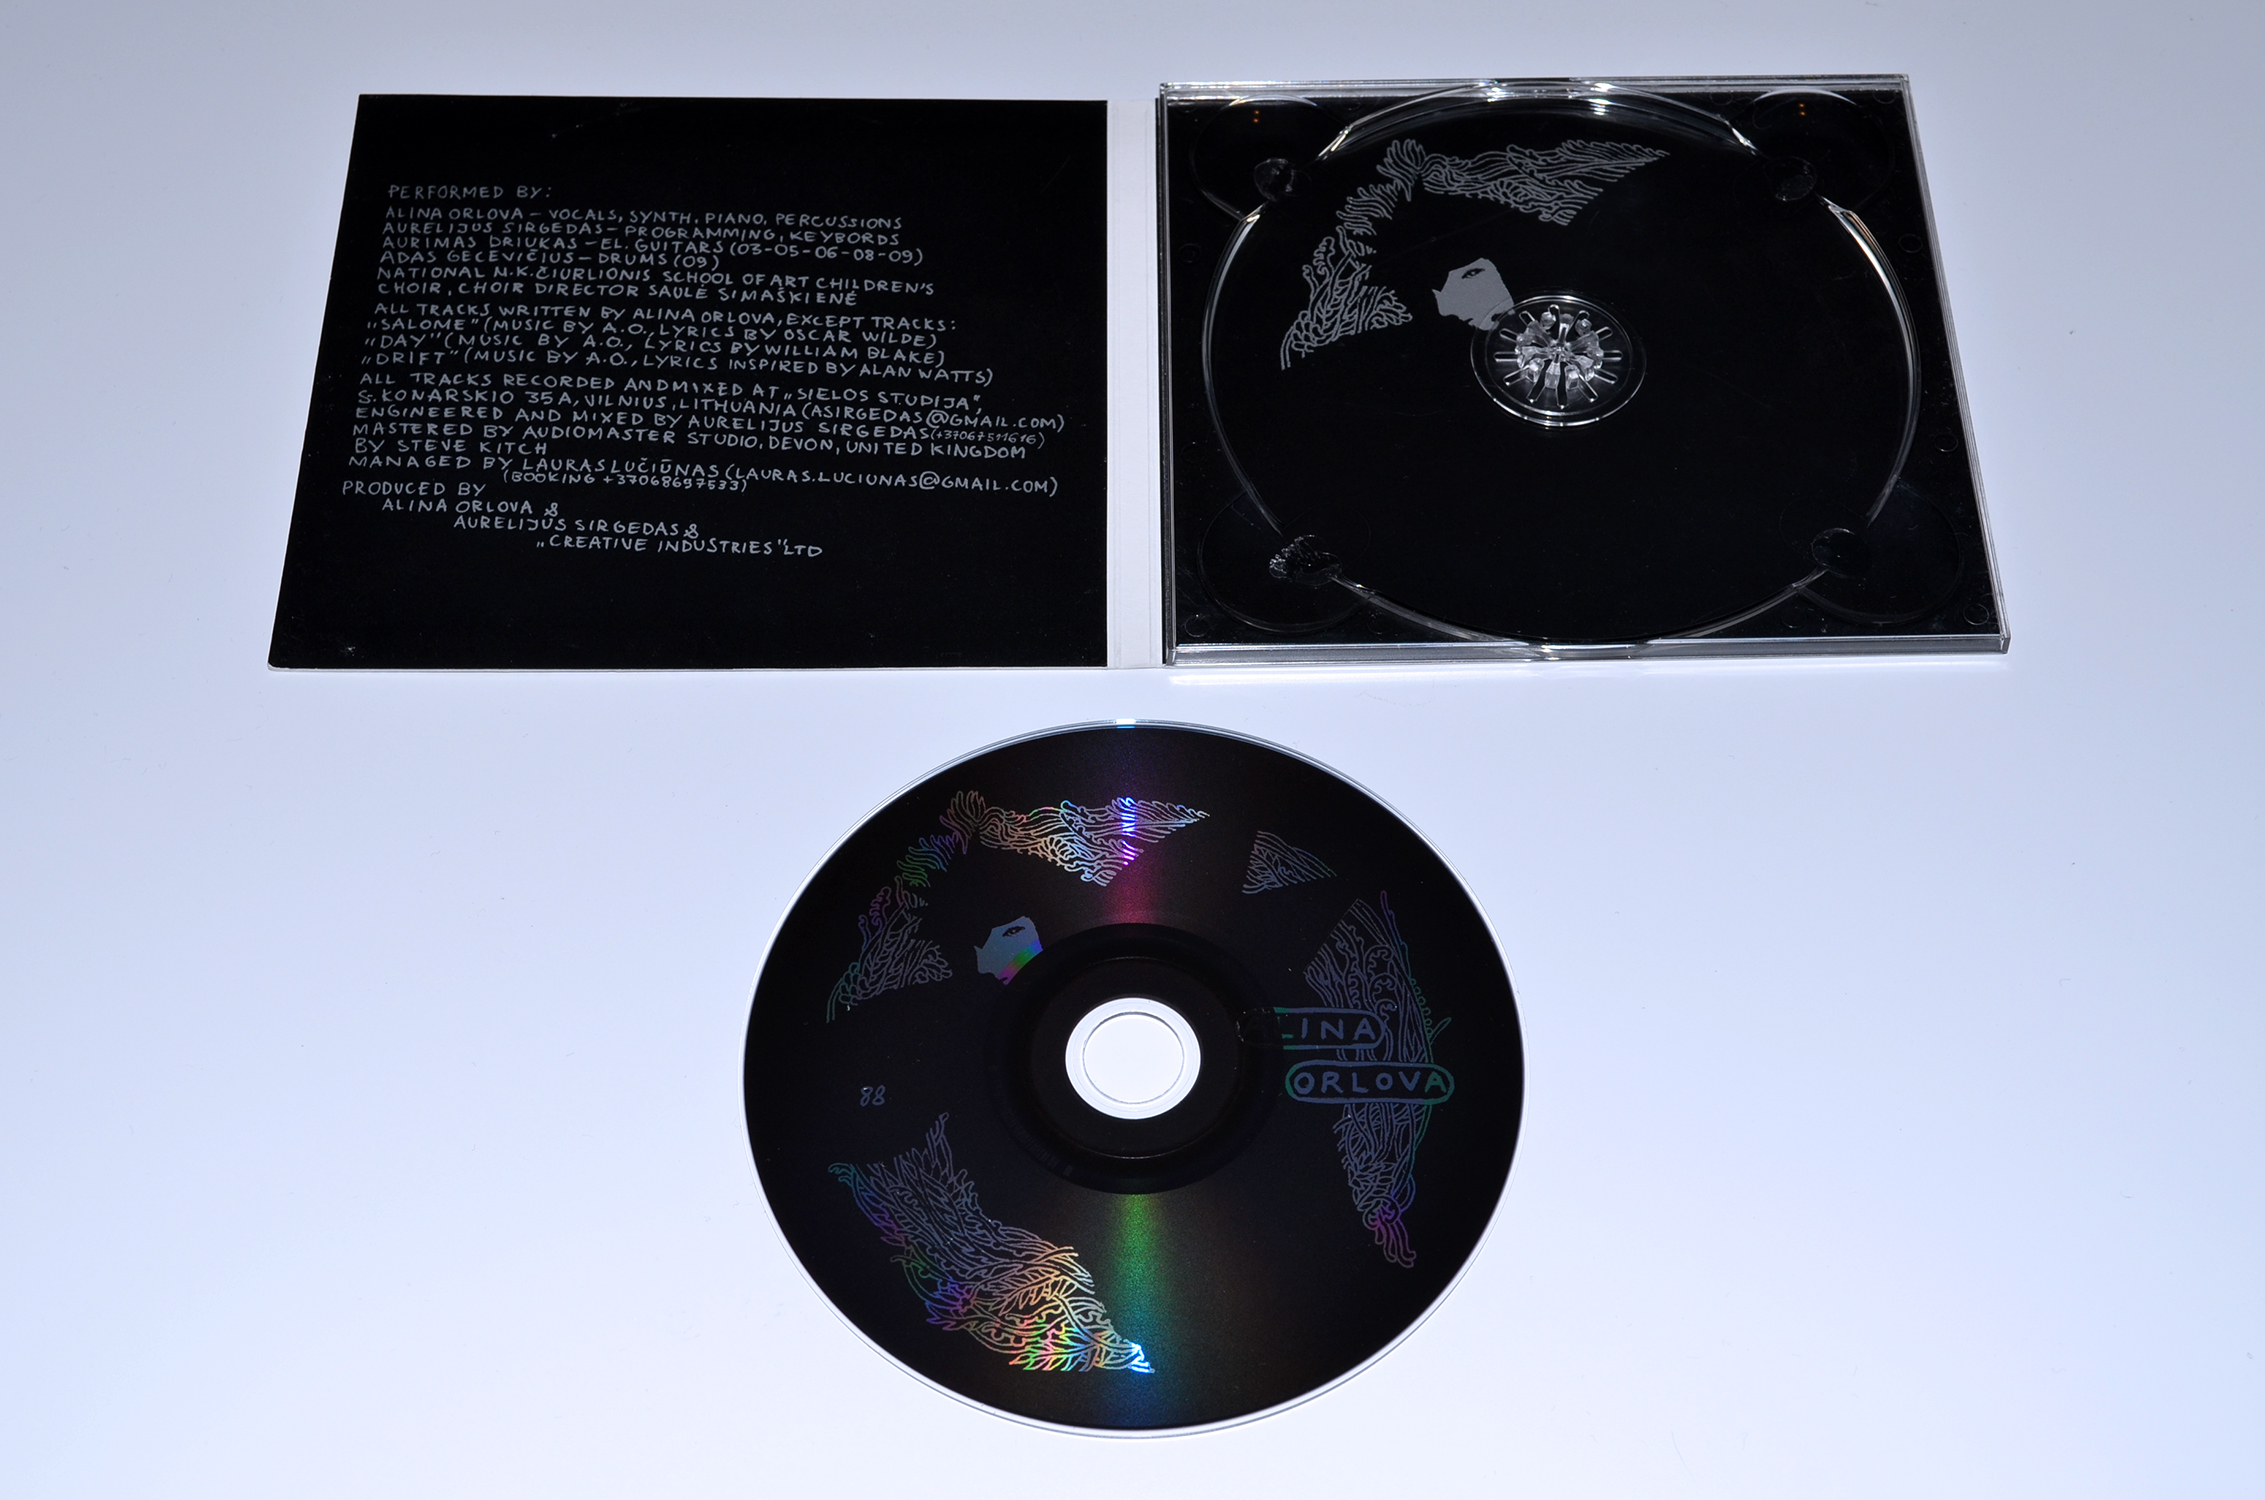 PERFORMED BY:
ALINA ORLOVA – VOCALS, SYNTH, PIANO, PERCUSSIONS
AURELIJUS SIRGEDAS – PROGRAMMING, KEYBORDS
AURIMAS DRIUKAS – EL. GUITARS (03-05-06-08-09)
ADAS GECEVIČIUS – DRUMS (09)
NATIONAL M.K. ČIURLIONIS SCHOOL OF ART CHILDREN'S
CHOIR, CHOIR DIRECTOR SAULĖ SIMAŠKIENĖ
ALL TRACKS WRITTEN BY ALINA ORLOVA, EXCEPT TRACKS:
„SALOME" (MUSIC BY A.O., LYRICS BY OSCAR WILDE)
„DAY" (MUSIC BY A.O., LYRICS BY WILLIAM BLAKE)
„DRIFT" (MUSIC BY A.O., LYRICS INSPIRED BY ALAN WATTS)
ALL TRACKS RECORDED AND MIXED AT „SIELOS STUDIJA",
S. KONARSKIO 35A, VILNIUS, LITHUANIA (ASIRGEDAS@GMAIL.COM)
ENGINEERED AND MIXED BY AURELIJUS SIRGEDAS (+37067511616)
MASTERED BY AUDIOMASTER STUDIO, DEVON, UNITED KINGDOM
BY STEVE KITCH
MANAGED BY LAURAS LUČIŪNAS (LAURAS.LUCIUNAS@GMAIL.COM)
(BOOKING +37068697533)
PRODUCED BY
ALINA ORLOVA &
AURELIJUS SIRGEDAS &
„CREATIVE INDUSTRIES" LTD
ALINA
ORLOVA
88